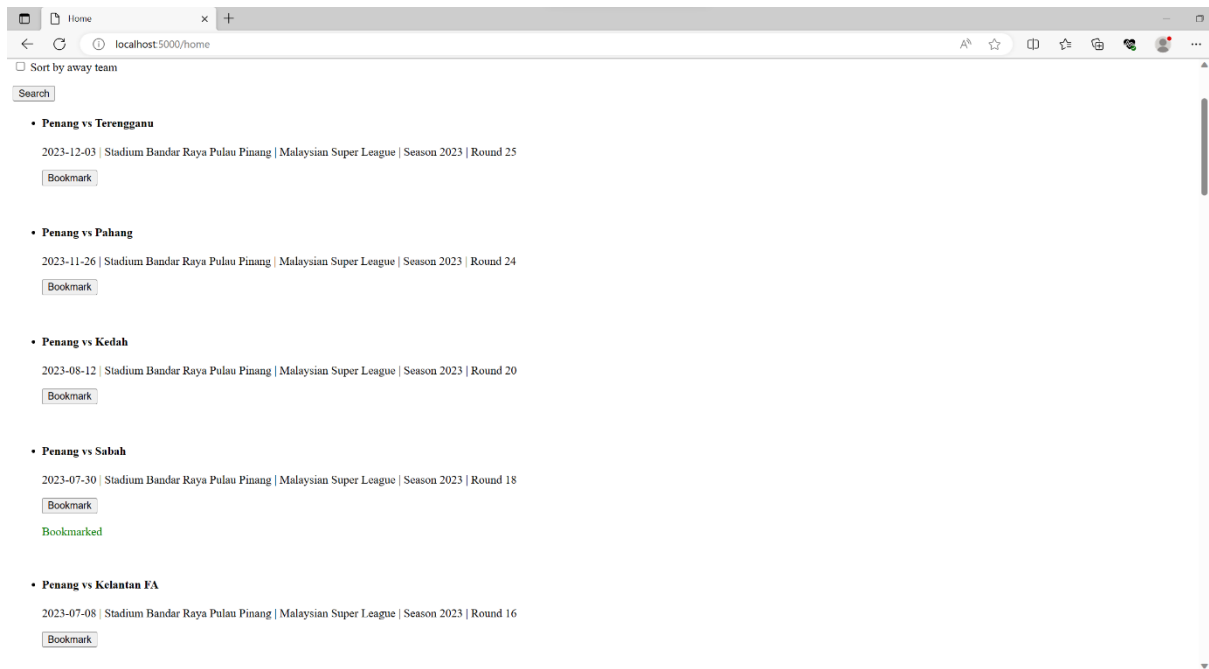 Home
localhost:5000/home
Sort by away team
Search
Penang vs Terengganu
2023-12-03 | Stadium Bandar Raya Pulau Pinang | Malaysian Super League | Season 2023 | Round 25
Bookmark
Penang vs Pahang
2023-11-26 | Stadium Bandar Raya Pulau Pinang | Malaysian Super League | Season 2023 | Round 24
Bookmark
Penang vs Kedah
2023-08-12 | Stadium Bandar Raya Pulau Pinang | Malaysian Super League | Season 2023 | Round 20
Bookmark
Penang vs Sabah
2023-07-30 | Stadium Bandar Raya Pulau Pinang | Malaysian Super League | Season 2023 | Round 18
Bookmark
Bookmarked
Penang vs Kelantan FA
2023-07-08 | Stadium Bandar Raya Pulau Pinang | Malaysian Super League | Season 2023 | Round 16
Bookmark